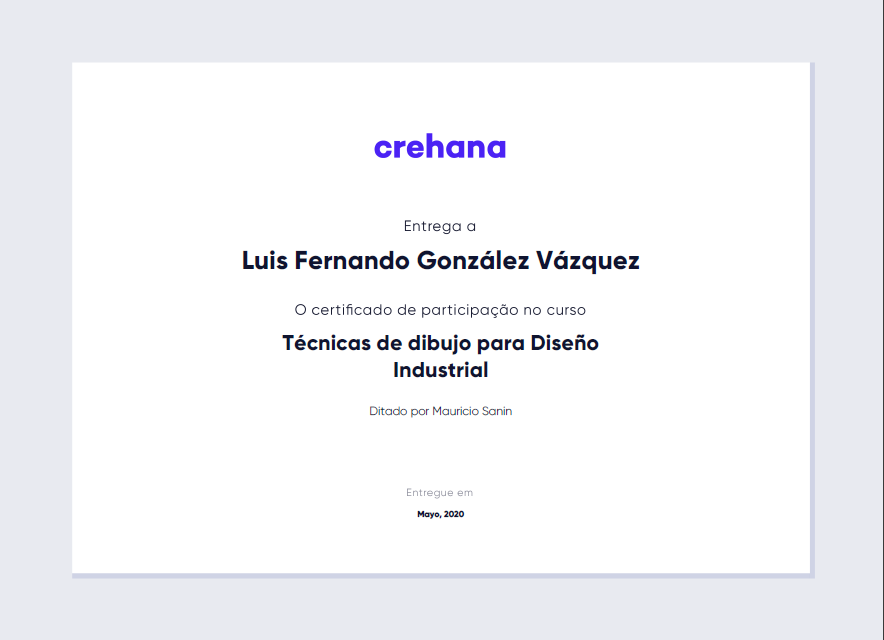 crehana
Entrega a
Luis Fernando González Vázquez
O certificado de participação no curso
Técnicas de dibujo para Diseño
Industrial
Ditado por Mauricio Sanin
Entregue em
Mayo, 2020